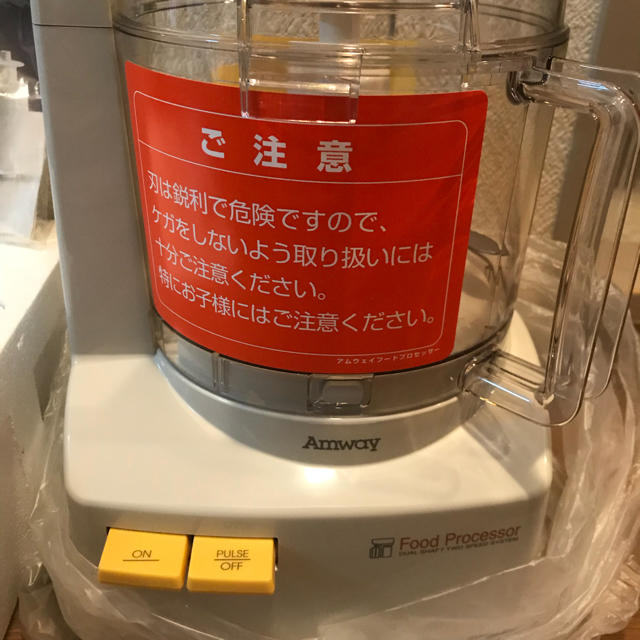 ご注意
刃は鋭利で危険ですので、
ケガをしないよう取り扱いには
十分ご注意ください。
特にお子様にはご注意ください。
アムウェイフードプロセッサー
Amway
Food Processor
DUAL SHAFT TWO SPEED SYSTEM
ON
PULSE
OFF